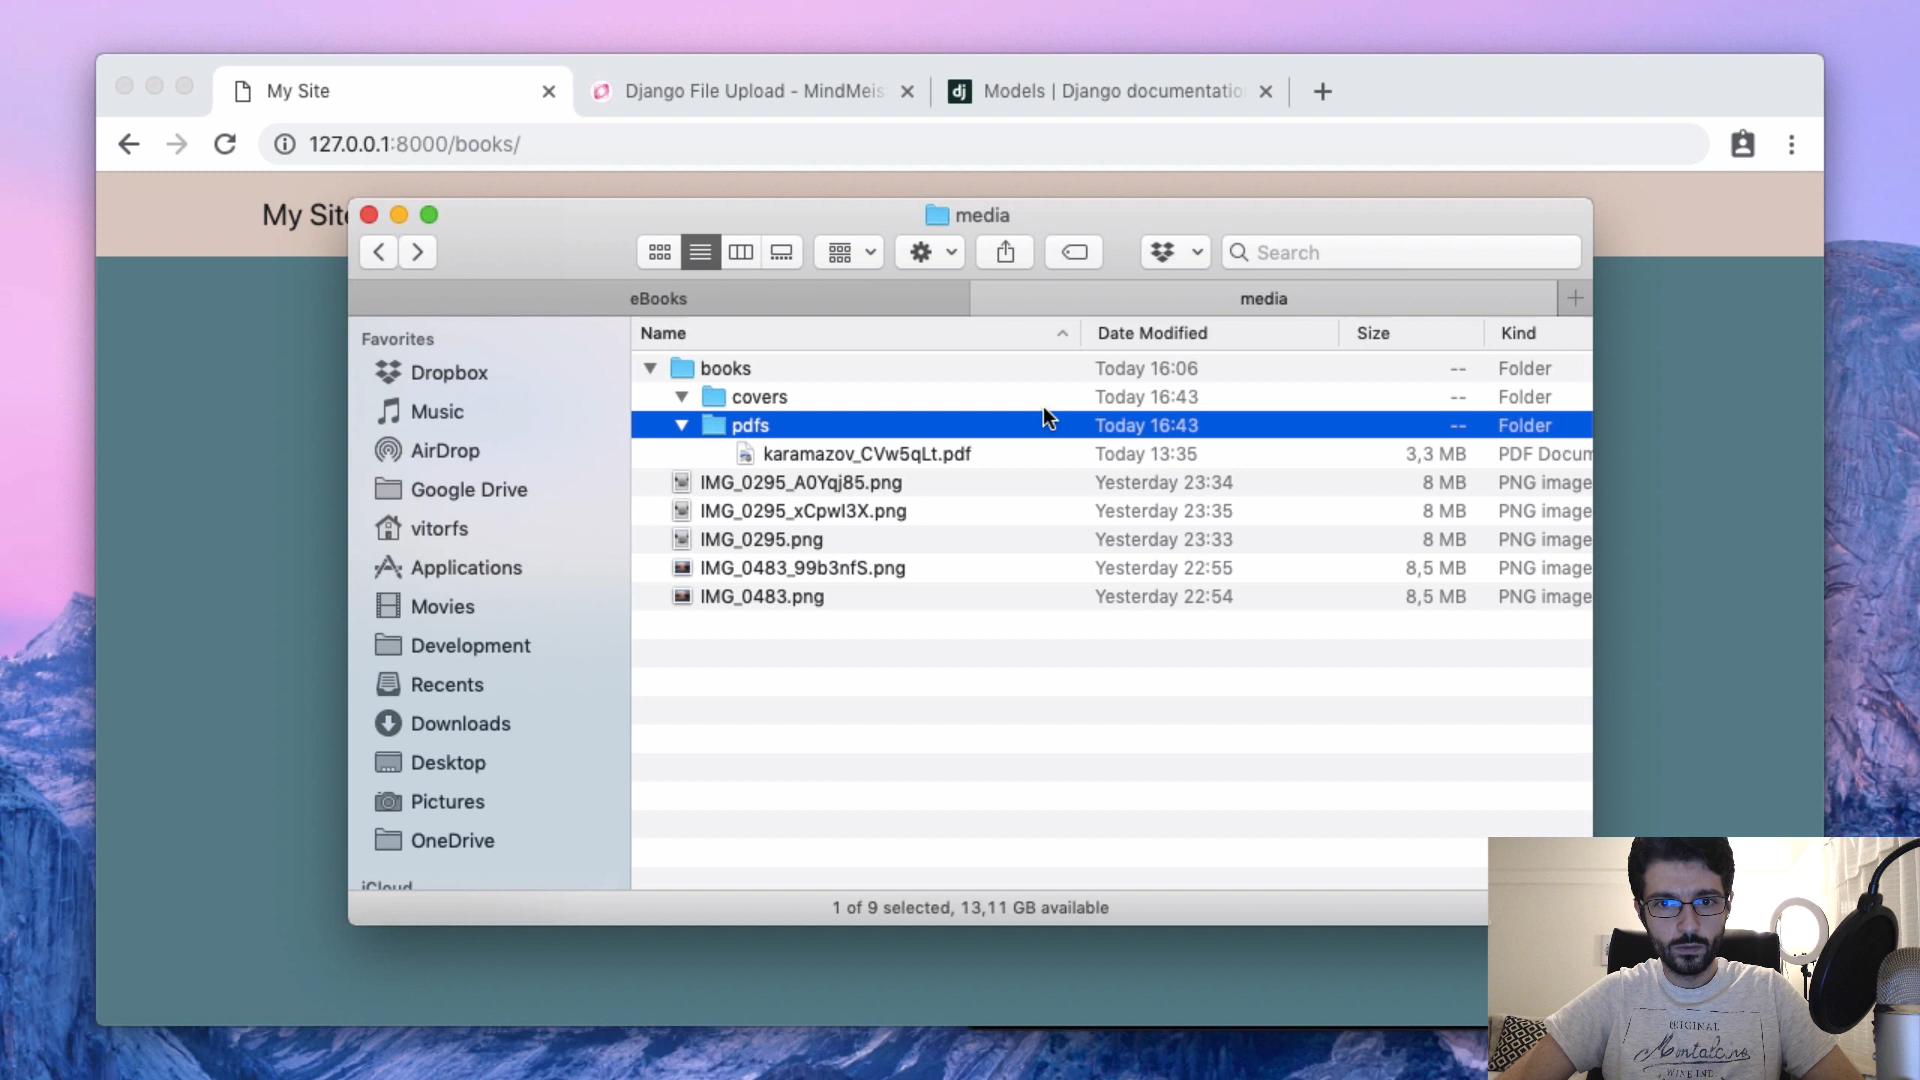 My Site
Django File Upload - MindMeis
Models | Django documentatio
127.0.0.1:8000/books/
My Site
media
Search
eBooks
media
Favorites
Dropbox
Music
AirDrop
Google Drive
vitorfs
Applications
Movies
Development
Recents
Downloads
Desktop
Pictures
OneDrive
iCloud
Name Date Modified Size Kind
books Today 16:06 -- Folder
covers Today 16:43 -- Folder
pdfs Today 16:43 -- Folder
karamazov_CVw5qLt.pdf Today 13:35 3,3 MB PDF Docum
IMG_0295_A0Yqj85.png Yesterday 23:34 8 MB PNG image
IMG_0295_xCpwI3X.png Yesterday 23:35 8 MB PNG image
IMG_0295.png Yesterday 23:33 8 MB PNG image
IMG_0483_99b3nfS.png Yesterday 22:55 8,5 MB PNG image
IMG_0483.png Yesterday 22:54 8,5 MB PNG image
1 of 9 selected, 13,11 GB available
ORIGINAL
WINE IND